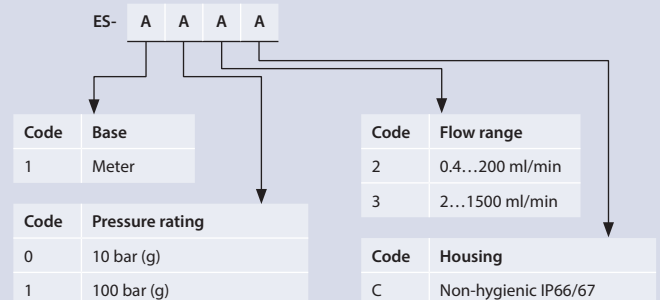 ES- A A A A
Code Base
1 Meter
Code Pressure rating
0 10 bar (g)
1 100 bar (g)
Code Flow range
2 0.4…200 ml/min
3 2…1500 ml/min
Code Housing
C Non-hygienic IP66/67